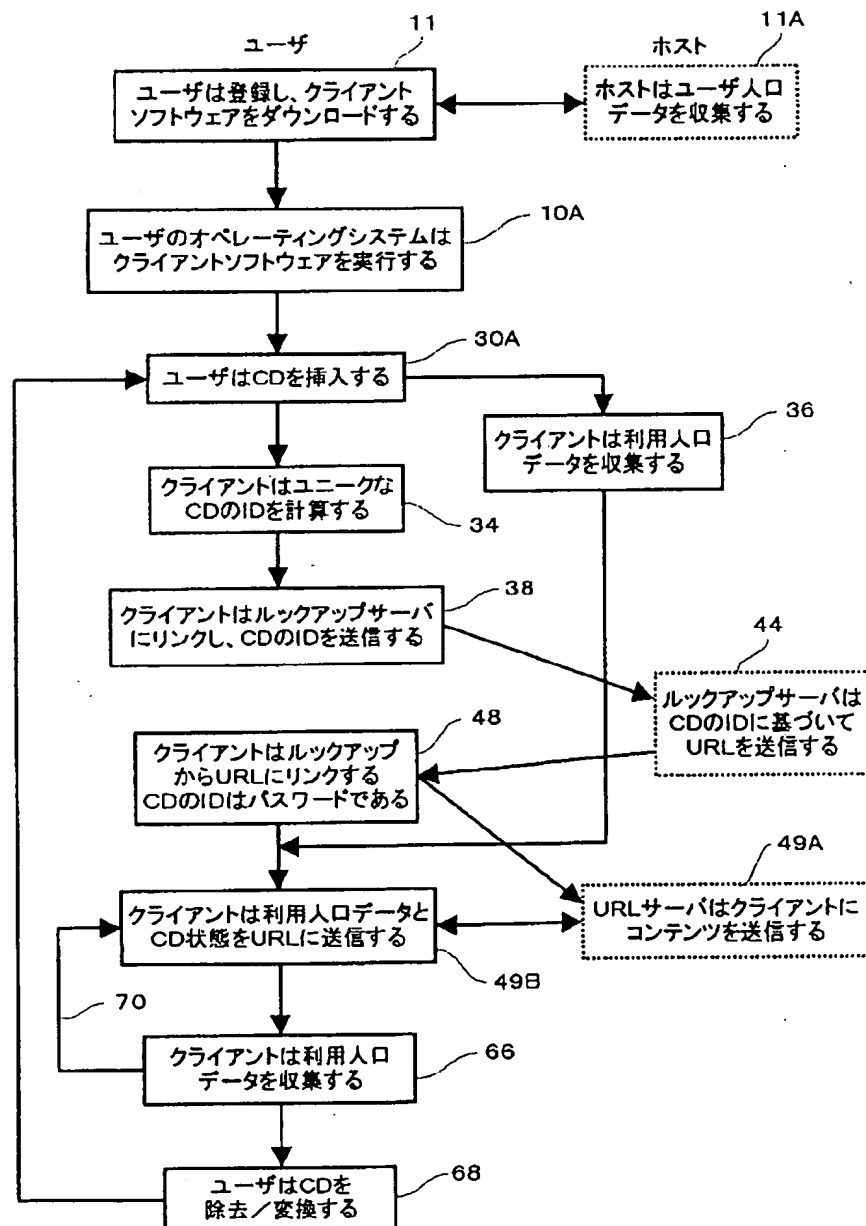 ユーザ
11
ホスト
11A
ユーザは登録し、クライアント
ソフトウェアをダウンロードする
ホストはユーザ人口
データを収集する
10A
ユーザのオペレーティングシステムは
クライアントソフトウェアを実行する
30A
ユーザはCDを挿入する
36
クライアントは利用人口
データを収集する
クライアントはユニークな
CDのIDを計算する
34
38
クライアントはルックアップサーバ
にリンクし、CDのIDを送信する
44
ルックアップサーバは
CDのIDに基づいて
URLを送信する
48
クライアントはルックアップ
からURLにリンクする
CDのIDはパスワードである
49A
クライアントは利用人口データと
CD状態をURLに送信する
URLサーバはクライアントに
コンテンツを送信する
49B
70
クライアントは利用人口
データを収集する
66
ユーザはCDを
除去／変換する
68